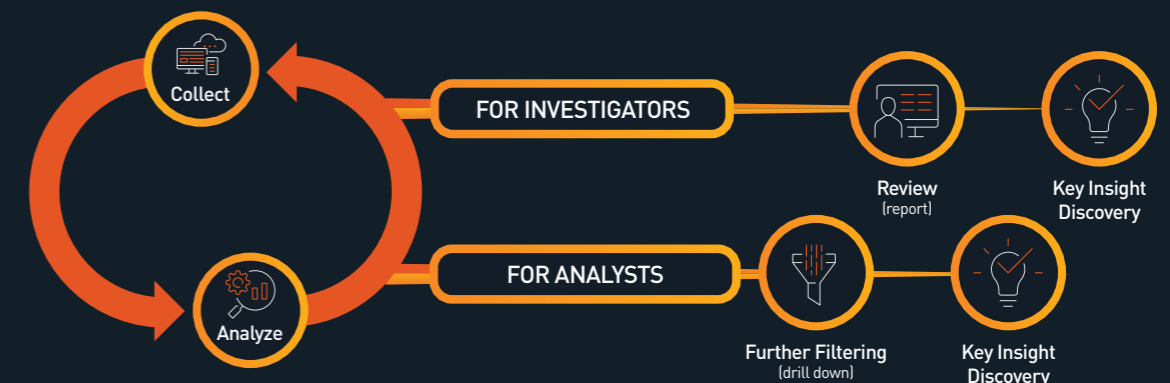 Collect
FOR INVESTIGATORS
Review
(report)
Key Insight
Discovery
Analyze
FOR ANALYSTS
Further Filtering
(drill down)
Key Insight
Discovery